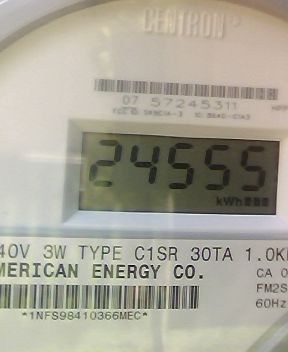 CENTRON
07 57245311
24555
kWh
40V 3W TYPE C1SR 30TA 1.0K
MERICAN ENERGY CO.
CA 0
FM2S
60Hz
*1NFS98410366MEC*